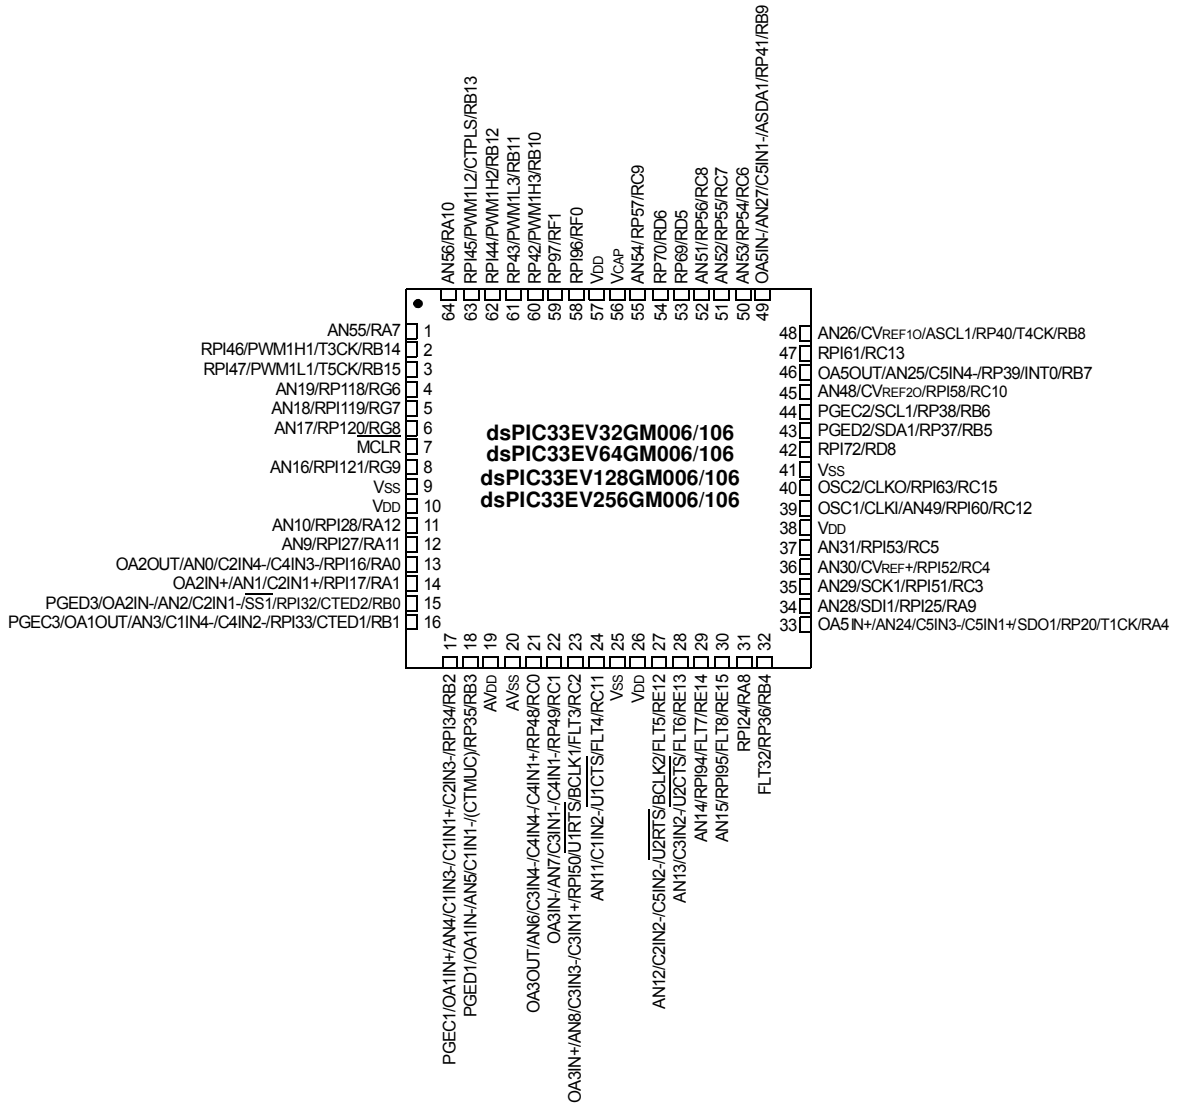 AN56/RA10
RPI45/PWM1L2/CTPLS/RB13
RPI44/PWM1H2/RB12
RP43/PWM1L3/RB11
RP42/PWM1H3/RB10
RP97/RF1
RPI96/RF0
VDD
VCAP
AN54/RP57/RC9
RP70/RD6
RP69/RD5
AN51/RP56/RC8
AN52/RP55/RC7
AN53/RP54/RC6
OA5IN-/AN27/C5IN1-/ASDA1/RP41/RB9
64 63 62 61 60 59 58 57 56 55 54 53 52 51 50 49
AN55/RA7 1
RPI46/PWM1H1/T3CK/RB14 2
RPI47/PWM1L1/T5CK/RB15 3
AN19/RP118/RG6 4
AN18/RPI119/RG7 5
AN17/RP120/RG8 6
MCLR 7
AN16/RPI121/RG9 8
VSS 9
VDD 10
AN10/RPI28/RA12 11
AN9/RPI27/RA11 12
OA2OUT/AN0/C2IN4-/C4IN3-/RPI16/RA0 13
OA2IN+/AN1/C2IN1+/RPI17/RA1 14
PGED3/OA2IN-/AN2/C2IN1-/SS1/RPI32/CTED2/RB0 15
PGEC3/OA1OUT/AN3/C1IN4-/C4IN2-/RPI33/CTED1/RB1 16
dsPIC33EV32GM006/106
dsPIC33EV64GM006/106
dsPIC33EV128GM006/106
dsPIC33EV256GM006/106
48 AN26/CVREF1O/ASCL1/RP40/T4CK/RB8
47 RPI61/RC13
46 OA5OUT/AN25/C5IN4-/RP39/INT0/RB7
45 AN48/CVREF2O/RPI58/RC10
44 PGEC2/SCL1/RP38/RB6
43 PGED2/SDA1/RP37/RB5
42 RPI72/RD8
41 VSS
40 OSC2/CLKO/RPI63/RC15
39 OSC1/CLKI/AN49/RPI60/RC12
38 VDD
37 AN31/RPI53/RC5
36 AN30/CVREF+/RPI52/RC4
35 AN29/SCK1/RPI51/RC3
34 AN28/SDI1/RPI25/RA9
33 OA5IN+/AN24/C5IN3-/C5IN1+/SDO1/RP20/T1CK/RA4
17 18 19 20 21 22 23 24 25 26 27 28 29 30 31 32
PGEC1/OA1IN+/AN4/C1IN3-/C1IN1+/C2IN3-/RPI34/RB2
PGED1/OA1IN-/AN5/C1IN1-/(CTMUC)/RP35/RB3
AVDD
AVSS
OA3OUT/AN6/C3IN4-/C4IN4-/C4IN1+/RP48/RC0
OA3IN-/AN7/C3IN1-/C4IN1-/RP49/RC1
OA3IN+/AN8/C3IN3-/C3IN1+/RPI50/U1RTS/BCLK1/FLT3/RC2
AN11/C1IN2-/U1CTS/FLT4/RC11
VSS
VDD
AN12/C2IN2-/C5IN2-/U2RTS/BCLK2/FLT5/RE12
AN13/C3IN2-/U2CTS/FLT6/RE13
AN14/RPI94/FLT7/RE14
AN15/RPI95/FLT8/RE15
RPI24/RA8
FLT32/RP36/RB4